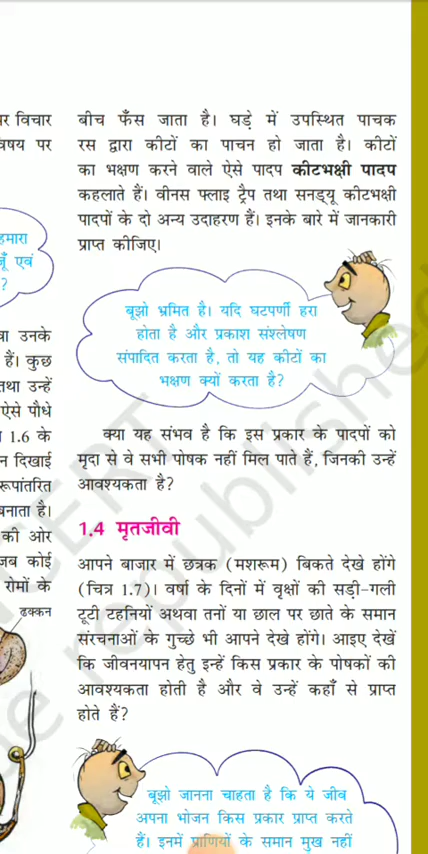 र विचार
वेषय पर
हमारा
जूँ एवं
?
वा उनके
हैं। कुछ
तथा उन्हें
ऐसे पौधे
1.6 के
न दिखाई
रूपांतरित
बनाता है।
की ओर
जब कोई
रोमों के
ढक्कन
बीच फँस जाता है। घड़े में उपस्थित पाचक
रस द्वारा कीटों का पाचन हो जाता है। कीटों
का भक्षण करने वाले ऐसे पादप कीटभक्षी पादप
कहलाते हैं। वीनस फ्लाइ ट्रैप तथा सनड्यू कीटभक्षी
पादपों के दो अन्य उदाहरण हैं। इनके बारे में जानकारी
प्राप्त कीजिए।
बूझो भ्रमित है। यदि घटपर्णी हरा
होता है और प्रकाश संश्लेषण
संपादित करता है, तो यह कीटों का
भक्षण क्यों करता है?
क्या यह संभव है कि इस प्रकार के पादपों को
मृदा से वे सभी पोषक नहीं मिल पाते हैं, जिनकी उन्हें
आवश्यकता है?
1.4 मृतजीवी
आपने बाजार में छत्रक (मशरूम) बिकते देखे होंगे
(चित्र 1.7)। वर्षा के दिनों में वृक्षों की सड़ी-गली
टूटी टहनियों अथवा तनों या छाल पर छाते के समान
संरचनाओं के गुच्छे भी आपने देखे होंगे। आइए देखें
कि जीवनयापन हेतु इन्हें किस प्रकार के पोषकों की
आवश्यकता होती है और वे उन्हें कहाँ से प्राप्त
होते हैं?
बूझो जानना चाहता है कि ये जीव
अपना भोजन किस प्रकार प्राप्त करते
हैं। इनमें प्राणियों के समान मुख नहीं